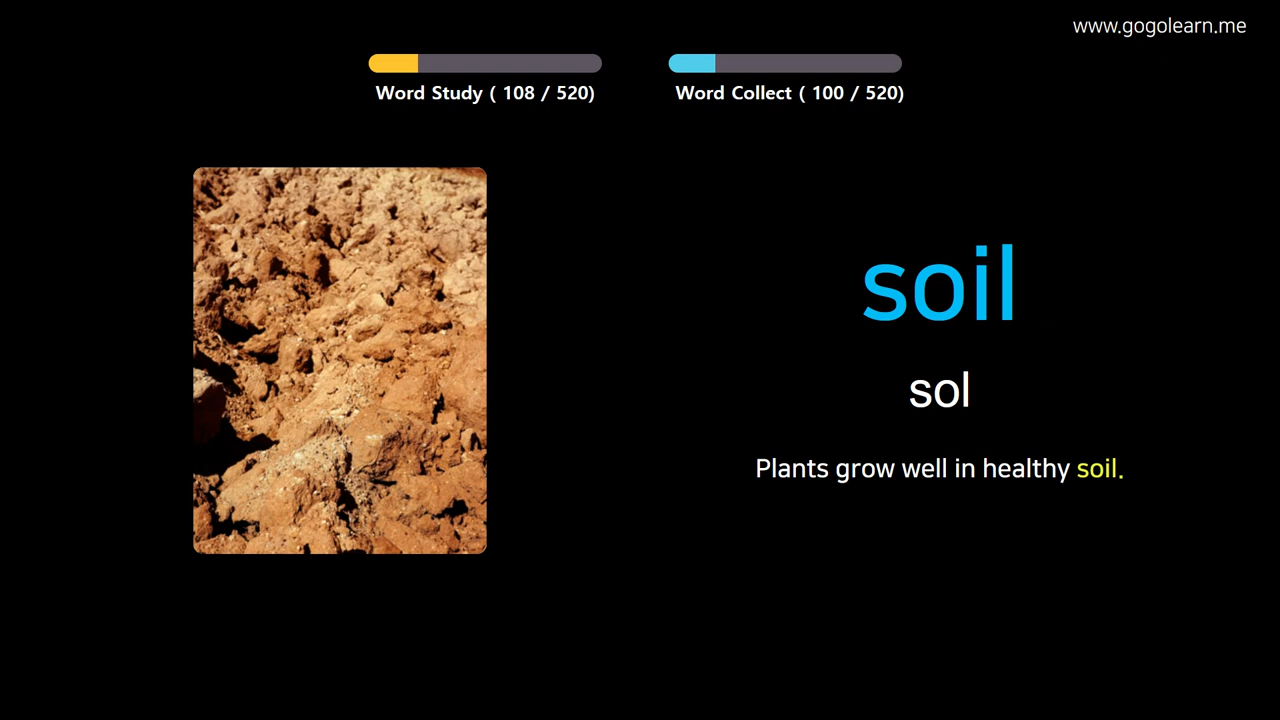 www.gogolearn.me
Word Study ( 108 / 520)
Word Collect ( 100 / 520)
soil
sol
Plants grow well in healthy soil.